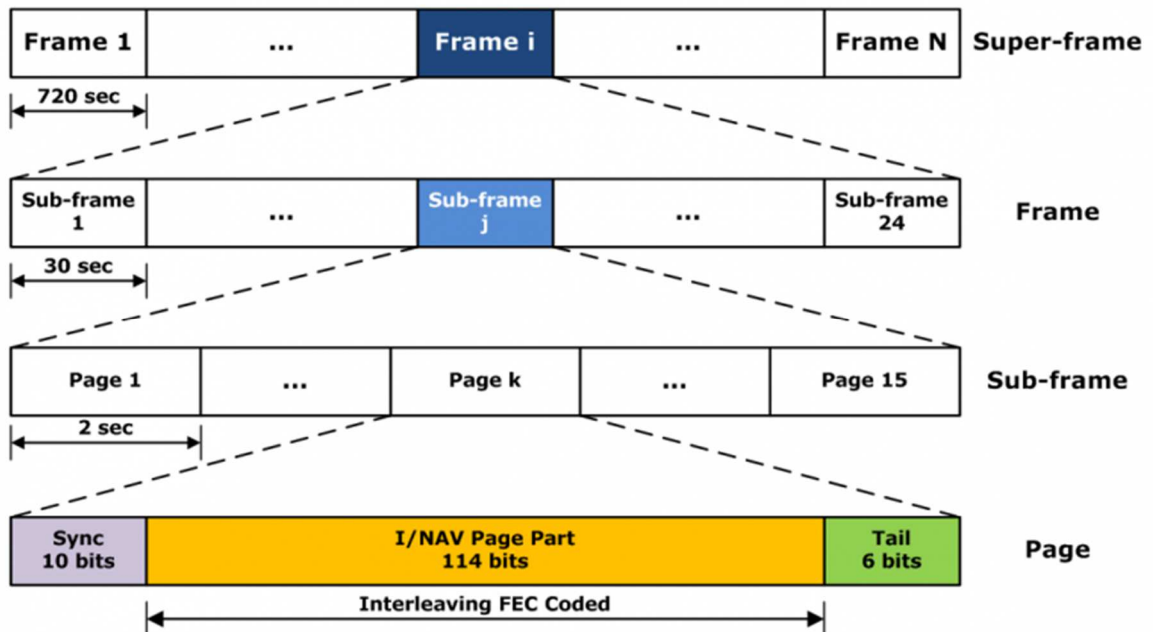 Frame 1 ... Frame i ... Frame N Super-frame
720 sec
Sub-frame 1 ... Sub-frame j ... Sub-frame 24 Frame
30 sec
Page 1 ... Page k ... Page 15 Sub-frame
2 sec
Sync I/NAV Page Part Tail
10 bits 114 bits 6 bits Page
Interleaving FEC Coded